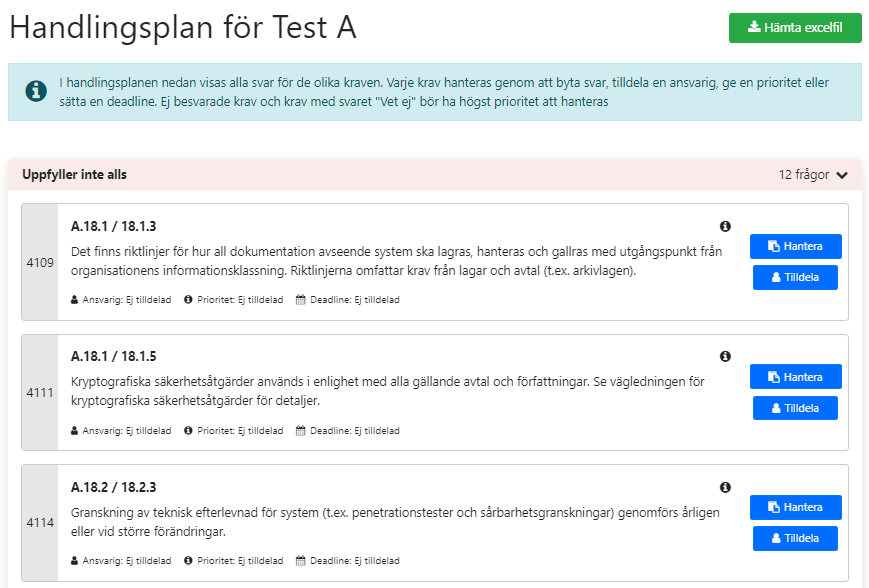 Handlingsplan för Test A
Hämta excelfil
I handlingsplanen nedan visas alla svar för de olika kraven. Varje krav hanteras genom att byta svar, tilldela en ansvarig, ge en prioritet eller
sätta en deadline. Ej besvarade krav och krav med svaret "Vet ej" bör ha högst prioritet att hanteras
Uppfyller inte alls
12 frågor
4109
A.18.1 / 18.1.3
Det finns riktlinjer för hur all dokumentation avseende system ska lagras, hanteras och gallras med utgångspunkt från
organisationens informationsklassning. Riktlinjerna omfattar krav från lagar och avtal (t.ex. arkivlagen).
Ansvarig: Ej tilldelad Prioritet: Ej tilldelad Deadline: Ej tilldelad
Hantera
Tilldela
4111
A.18.1 / 18.1.5
Kryptografiska säkerhetsåtgärder används i enlighet med alla gällande avtal och författningar. Se vägledningen för
kryptografiska säkerhetsåtgärder för detaljer.
Ansvarig: Ej tilldelad Prioritet: Ej tilldelad Deadline: Ej tilldelad
Hantera
Tilldela
4114
A.18.2 / 18.2.3
Granskning av teknisk efterlevnad för system (t.ex. penetrationstester och sårbarhetsgranskningar) genomförs årligen
eller vid större förändringar.
Ansvarig: Ej tilldelad Prioritet: Ej tilldelad Deadline: Ej tilldelad
Hantera
Tilldela